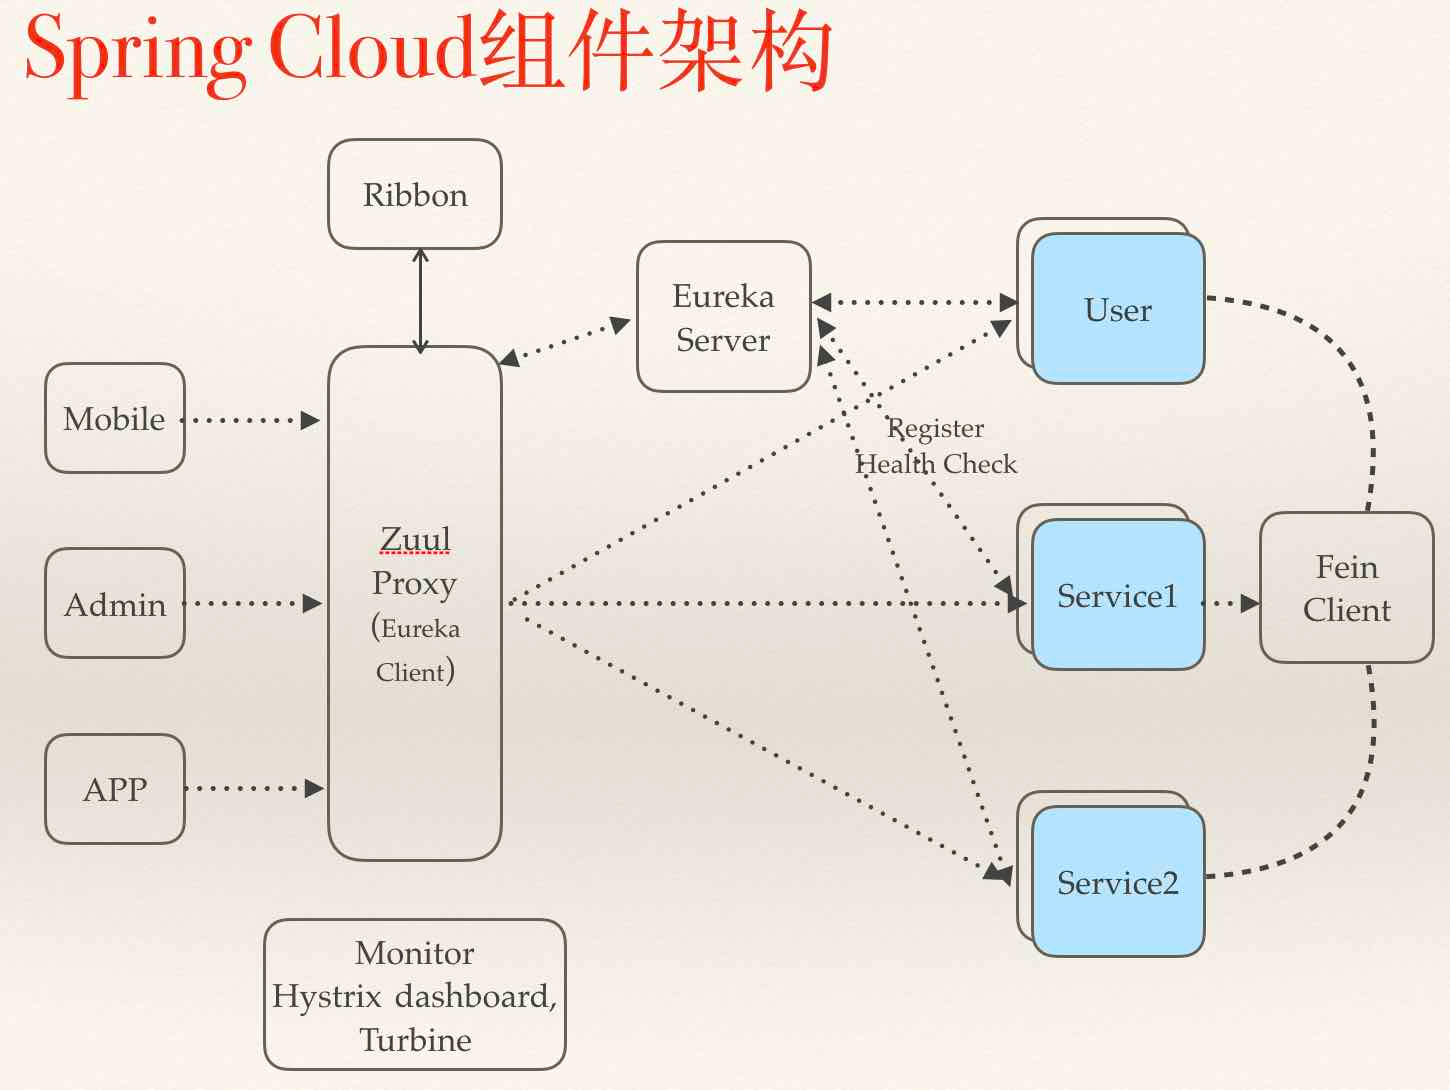 Spring Cloud组件架构
Ribbon
Eureka
Server
User
Mobile
Register
Health Check
Zuul
Proxy
(Eureka
Client)
Admin
Service1
Fein
Client
APP
Service2
Monitor
Hystrix dashboard,
Turbine